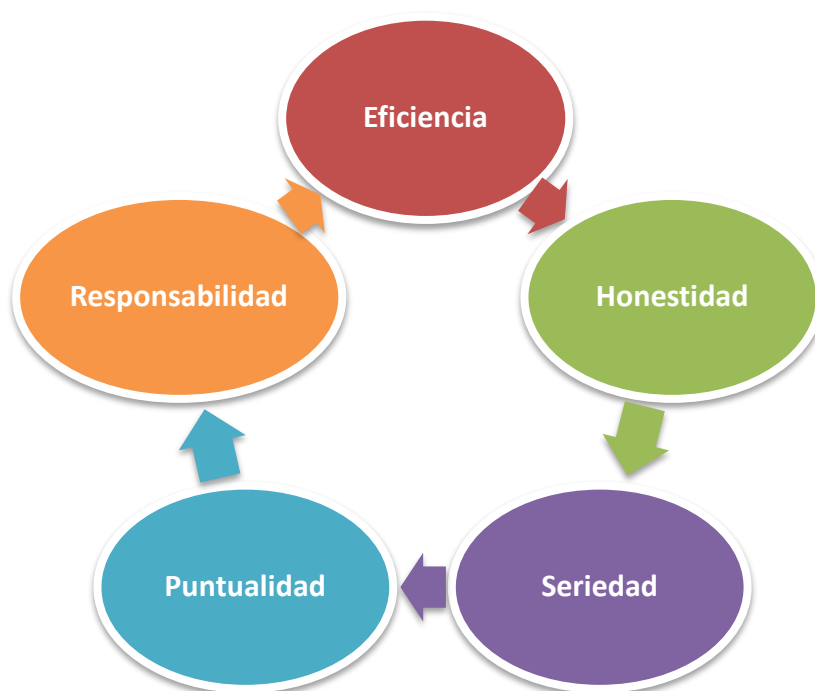 Eficiencia
Honestidad
Seriedad
Puntualidad
Responsabilidad